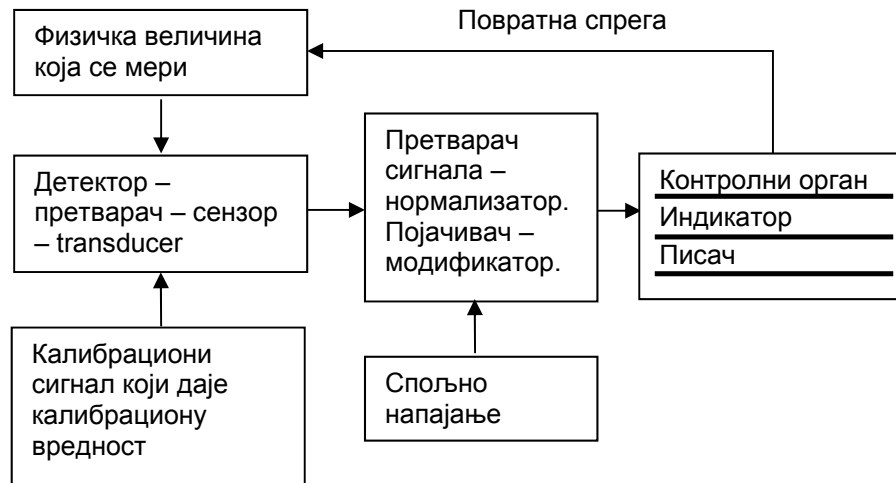 Повратна спрега
Физичка величина
која се мери
Детектор –
претварач – сензор
– transducer
Претварач
сигнала –
нормализатор.
Појачивач –
модификатор.
Контролни орган
Индикатор
Писач
Калибрациони
сигнал који даје
калибрациону
вредност
Спољно
напајање